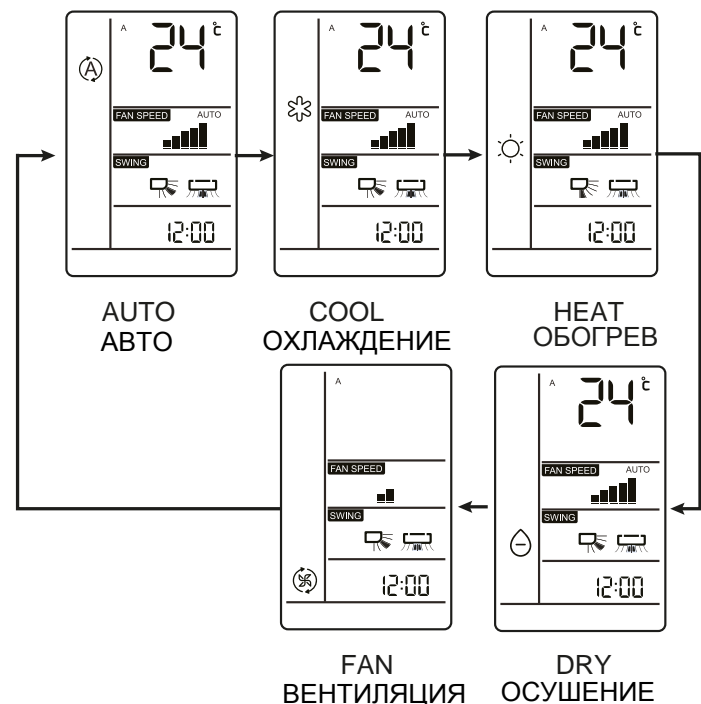 A
24°C
FAN SPEED AUTO
SWING
12:00
AUTO
АВТО
A
24°C
FAN SPEED AUTO
SWING
12:00
COOL
ОХЛАЖДЕНИЕ
A
24°C
FAN SPEED AUTO
SWING
12:00
HEAT
ОБОГРЕВ
A
FAN SPEED
SWING
12:00
FAN
ВЕНТИЛЯЦИЯ
A
24°C
FAN SPEED AUTO
SWING
12:00
DRY
ОСУШЕНИЕ